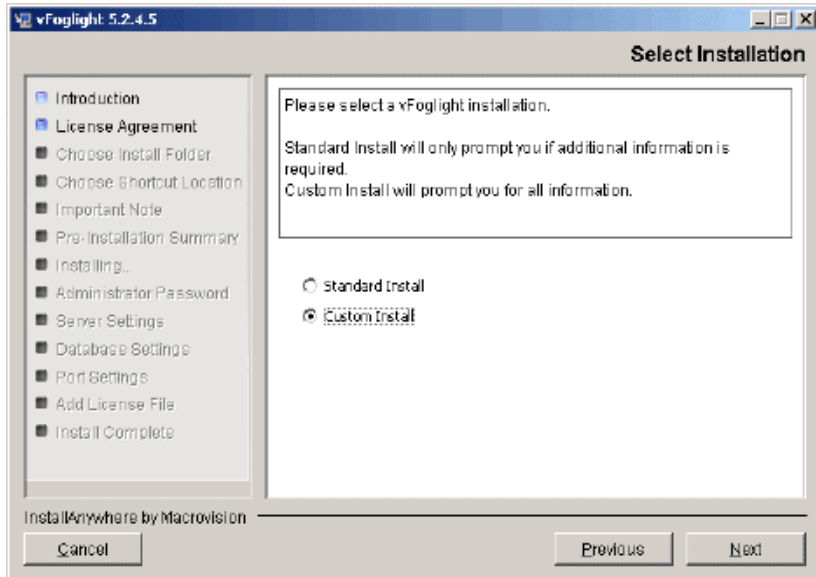 vFoglight 5.2.4.5
Select Installation
Introduction
License Agreement
Choose Install Folder
Choose Shortcut Location
Important Note
Pre-Installation Summary
Installing...
Administrator Password
Server Settings
Database Settings
Port Settings
Add License File
Install Complete
Please select a vFoglight installation.
Standard Install will only prompt you if additional information is
required.
Custom Install will prompt you for all information.
Standard Install
Custom Install
InstallAnywhere by Macrovision
Cancel
Previous
Next